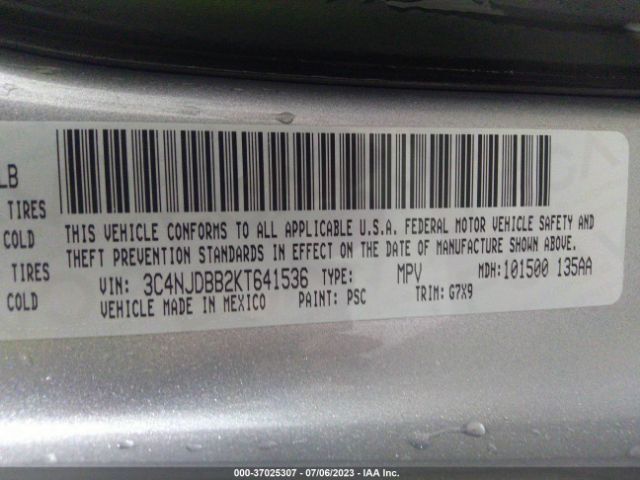 LB
TIRES
COLD
TIRES
COLD
THIS VEHICLE CONFORMS TO ALL APPLICABLE U.S.A. FEDERAL MOTOR VEHICLE SAFETY AND
THEFT PREVENTION STANDARDS IN EFFECT ON THE DATE OF MANUFACTURE SHOWN ABOVE.
VIN: 3C4NJDBB2KT641536 TYPE: MPV MDH: 101500 135AA
VEHICLE MADE IN MEXICO PAINT: PSC TRIM: G7X9
000-37025307 - 07/06/2023 - IAA Inc.